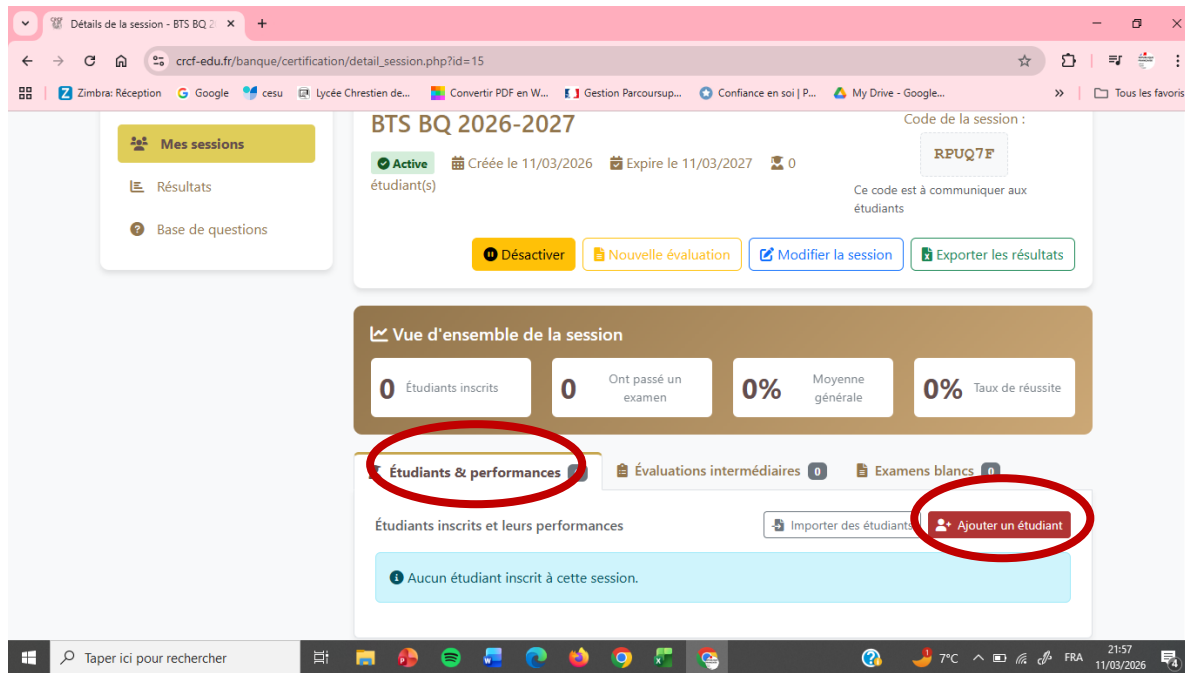 Détails de la session - BTS BQ 2
crcf-edu.fr/banque/certification/detail_session.php?id=15
Zimbra: Réception Google cesu Lycée Chrestien de... Convertir PDF en W... Gestion Parcoursup... Confiance en soi | P... My Drive - Google... » Tous les favoris
Mes sessions
Résultats
Base de questions
BTS BQ 2026-2027
Active Créée le 11/03/2026 Expire le 11/03/2027 0
étudiant(s)
Code de la session :
RPUQ7F
Ce code est à communiquer aux
étudiants
Désactiver Nouvelle évaluation Modifier la session Exporter les résultats
Vue d'ensemble de la session
0 Étudiants inscrits
0 Ont passé un
examen
0% Moyenne
générale
0% Taux de réussite
Étudiants & performances Évaluations intermédiaires 0 Examens blancs 0
Étudiants inscrits et leurs performances Importer des étudiants Ajouter un étudiant
Aucun étudiant inscrit à cette session.
Taper ici pour rechercher
7°C FRA 21:57
11/03/2026
4